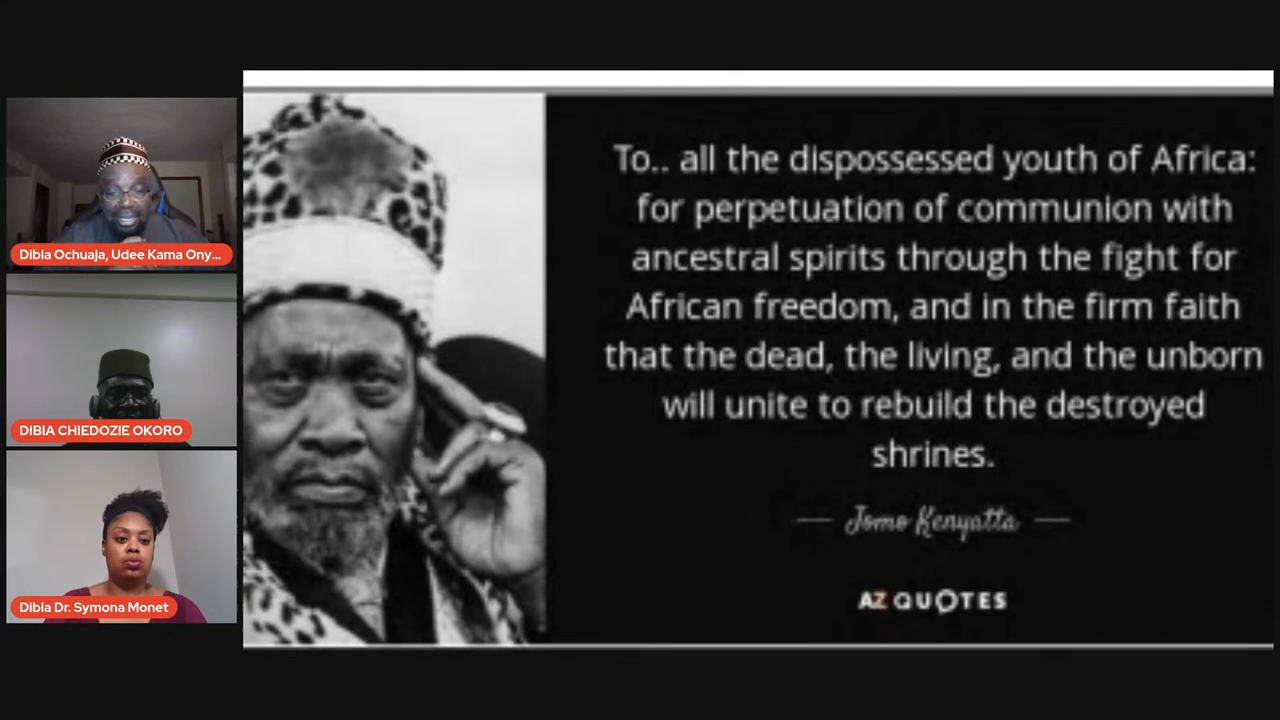 Dibia Ochuaja, Udee Kama Ony...
DIBIA CHIEDOZIE OKORO
Dibia Dr. Symona Monet
To.. all the dispossessed youth of Africa:
for perpetuation of communion with
ancestral spirits through the fight for
African freedom, and in the firm faith
that the dead, the living, and the unborn
will unite to rebuild the destroyed
shrines.
— Jomo Kenyatta —
AZ QUOTES